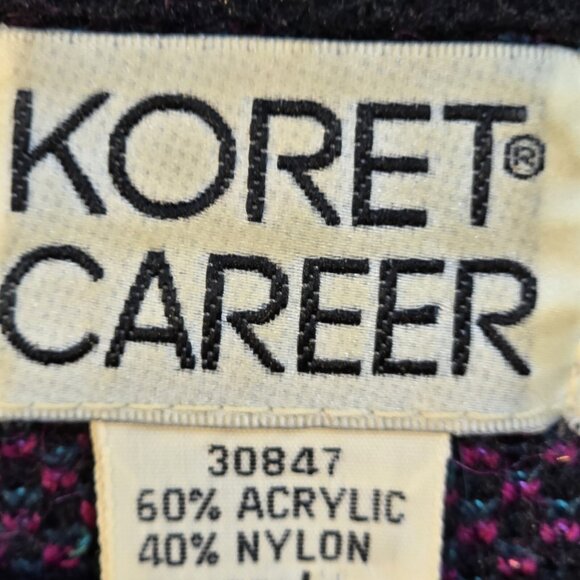 KORET®
CAREER
30847
60% ACRYLIC
40% NYLON